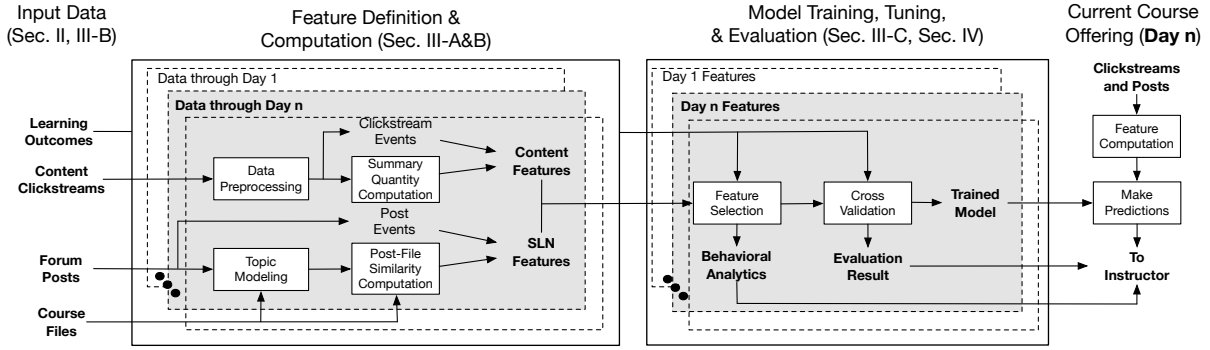 Input Data
(Sec. II, III-B)
Feature Definition &
Computation (Sec. III-A&B)
Model Training, Tuning,
& Evaluation (Sec. III-C, Sec. IV)
Current Course
Offering (Day n)
Learning
Outcomes
Content
Clickstreams
Forum
Posts
Course
Files
Data through Day 1
Data through Day n
Clickstream
Events
Data
Preprocessing
Summary
Quantity
Computation
Content
Features
Post
Events
Topic
Modeling
Post-File
Similarity
Computation
SLN
Features
Day 1 Features
Day n Features
Feature
Selection
Cross
Validation
Trained
Model
Behavioral
Analytics
Evaluation
Result
Clickstreams
and Posts
Feature
Computation
Make
Predictions
To
Instructor